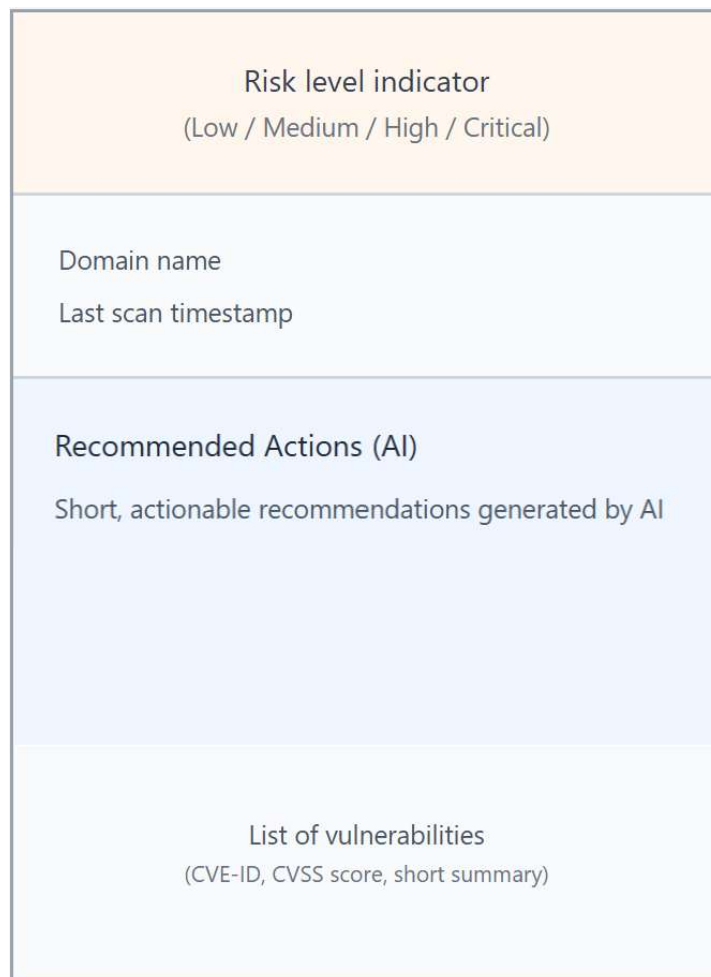 Risk level indicator
(Low / Medium / High / Critical)
Domain name
Last scan timestamp
Recommended Actions (AI)
Short, actionable recommendations generated by AI
List of vulnerabilities
(CVE-ID, CVSS score, short summary)